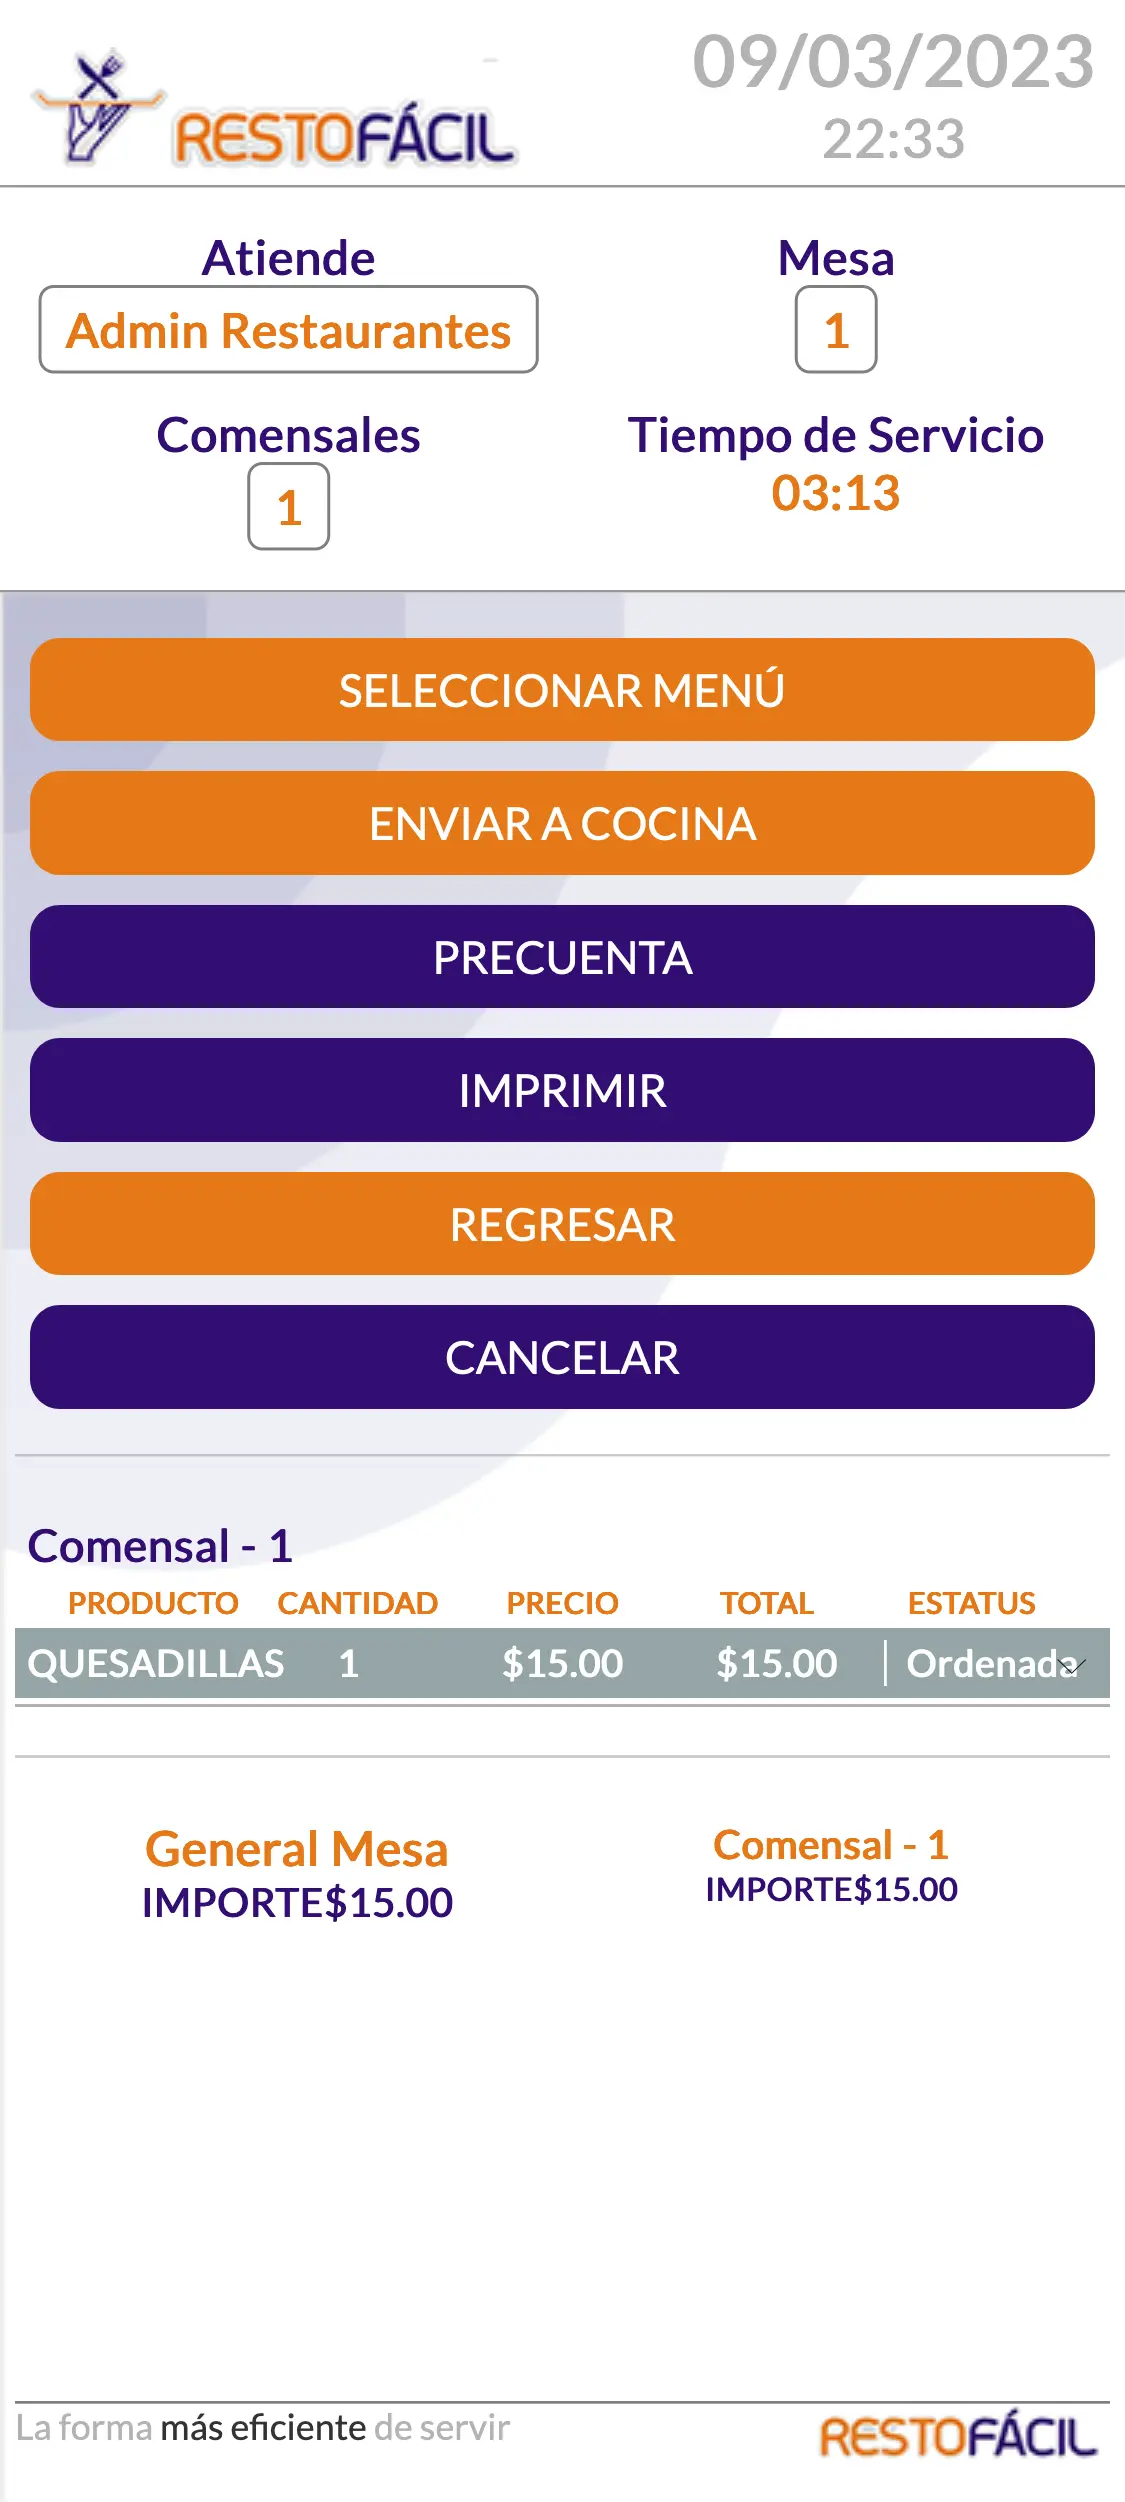 RESTOFÁCIL
09/03/2023
22:33
Atiende
Admin Restaurantes
Mesa
1
Comensales
1
Tiempo de Servicio
03:13
SELECCIONAR MENÚ
ENVIAR A COCINA
PRECUENTA
IMPRIMIR
REGRESAR
CANCELAR
Comensal - 1
PRODUCTO CANTIDAD PRECIO TOTAL ESTATUS
QUESADILLAS 1 $15.00 $15.00 Ordenada
General Mesa
IMPORTE$15.00
Comensal - 1
IMPORTE$15.00
La forma más eficiente de servir
RESTOFÁCIL